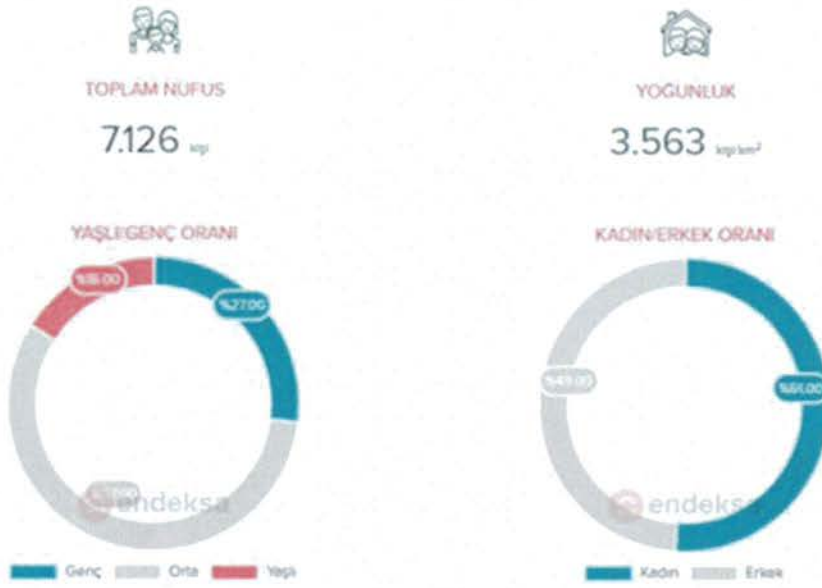 TOPLAM NÜFUS
7.126 kişi
YAŞLI/GENÇ ORANI
%16.00
%27.00
endeksa
Genç Orta Yaşlı
YOĞUNLUK
3.563 kişi/km²
KADIN/ERKEK ORANI
%49.00
%51.00
endeksa
Kadın Erkek